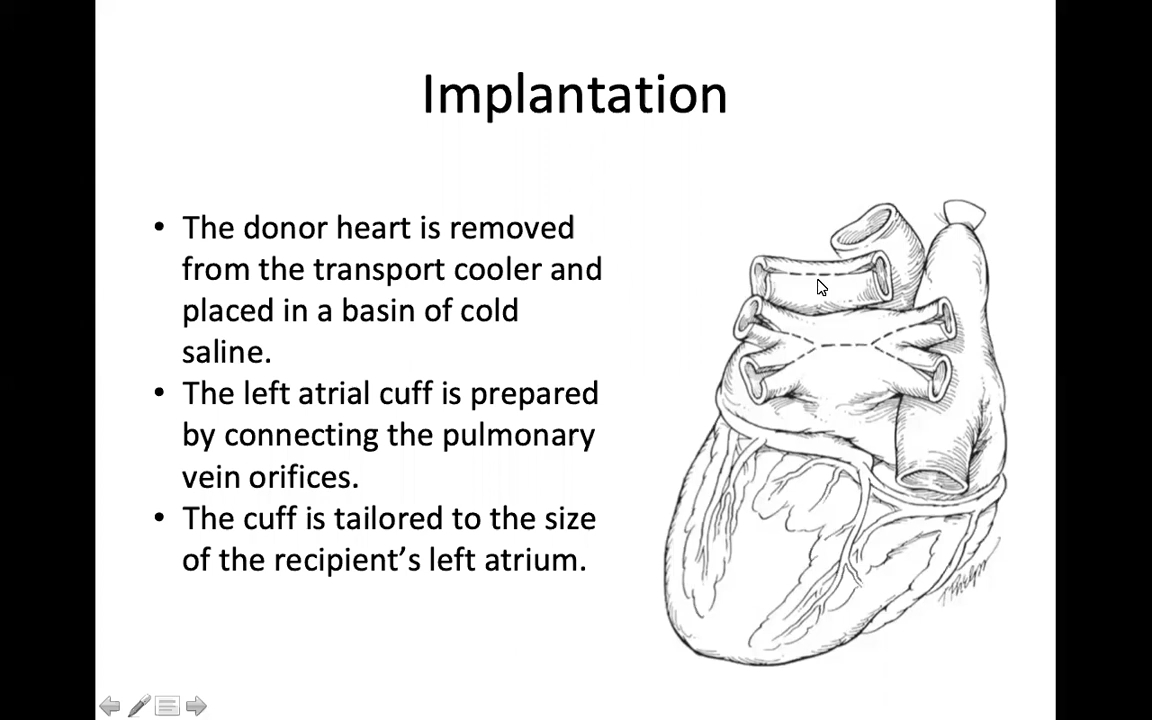 Implantation
• The donor heart is removed
from the transport cooler and
placed in a basin of cold
saline.
• The left atrial cuff is prepared
by connecting the pulmonary
vein orifices.
• The cuff is tailored to the size
of the recipient’s left atrium.